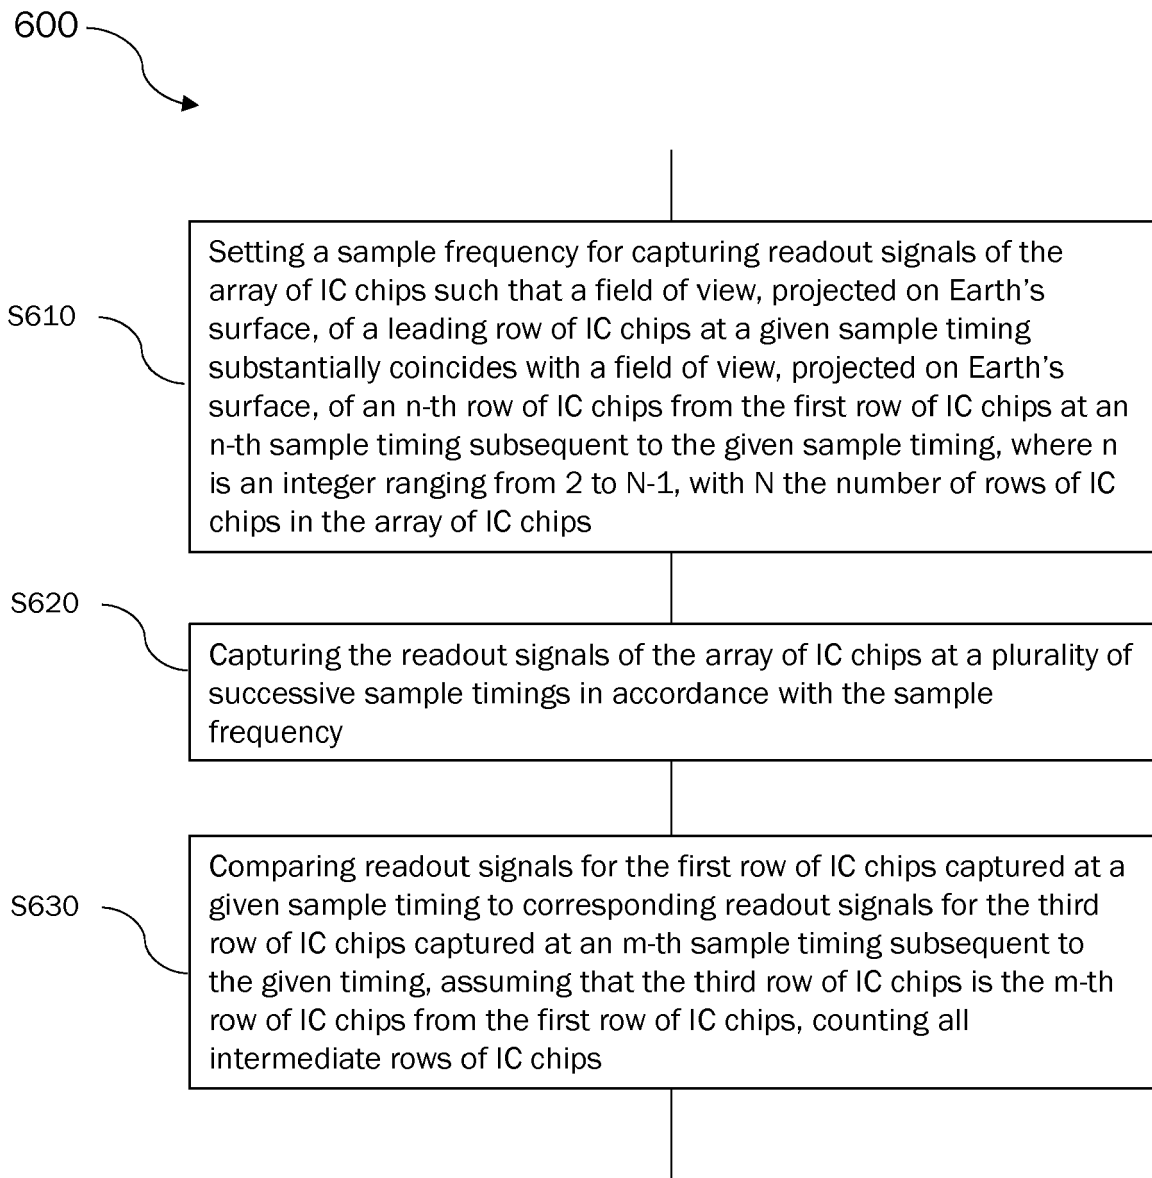 600
S610
Setting a sample frequency for capturing readout signals of the
array of IC chips such that a field of view, projected on Earth's
surface, of a leading row of IC chips at a given sample timing
substantially coincides with a field of view, projected on Earth's
surface, of an n-th row of IC chips from the first row of IC chips at an
n-th sample timing subsequent to the given sample timing, where n
is an integer ranging from 2 to N-1, with N the number of rows of IC
chips in the array of IC chips
S620
Capturing the readout signals of the array of IC chips at a plurality of
successive sample timings in accordance with the sample
frequency
S630
Comparing readout signals for the first row of IC chips captured at a
given sample timing to corresponding readout signals for the third
row of IC chips captured at an m-th sample timing subsequent to
the given timing, assuming that the third row of IC chips is the m-th
row of IC chips from the first row of IC chips, counting all
intermediate rows of IC chips